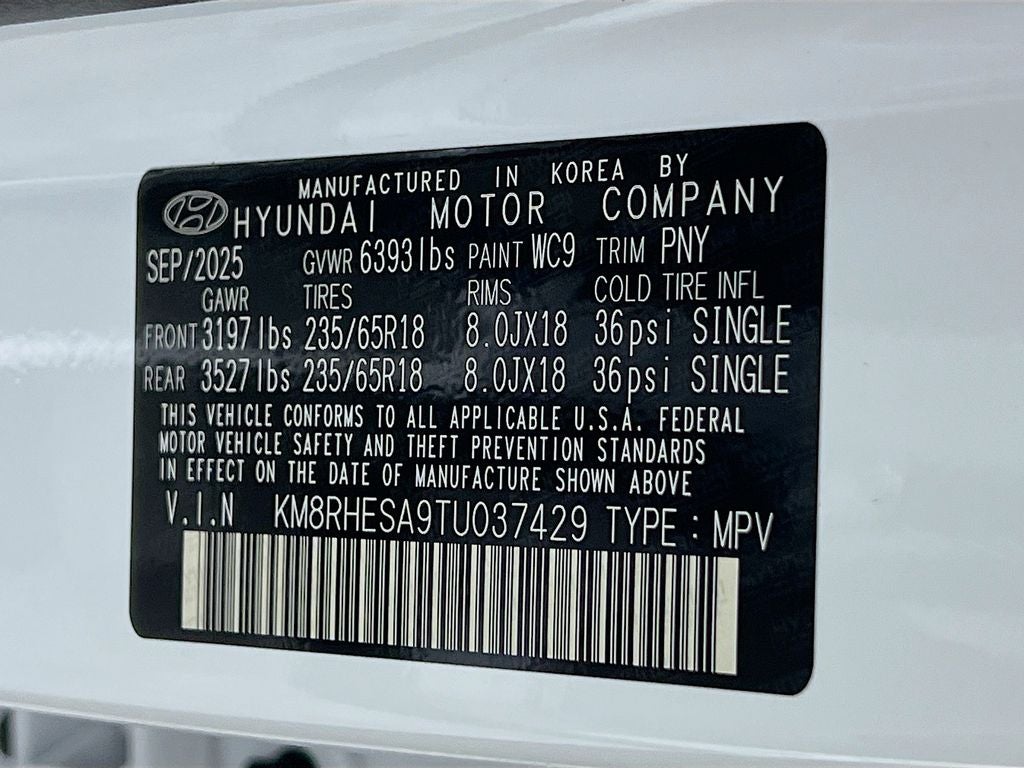 MANUFACTURED IN KOREA BY
HYUNDAI MOTOR COMPANY
SEP/2025 GVWR 6393lbs PAINT WC9 TRIM PNY
GAWR TIRES RIMS COLD TIRE INFL
FRONT 3197lbs 235/65R18 8.0JX18 36psi SINGLE
REAR 3527lbs 235/65R18 8.0JX18 36psi SINGLE
THIS VEHICLE CONFORMS TO ALL APPLICABLE U.S.A. FEDERAL
MOTOR VEHICLE SAFETY AND THEFT PREVENTION STANDARDS
IN EFFECT ON THE DATE OF MANUFACTURE SHOWN ABOVE
V.I.N KM8RHESA9TU037429 TYPE : MPV